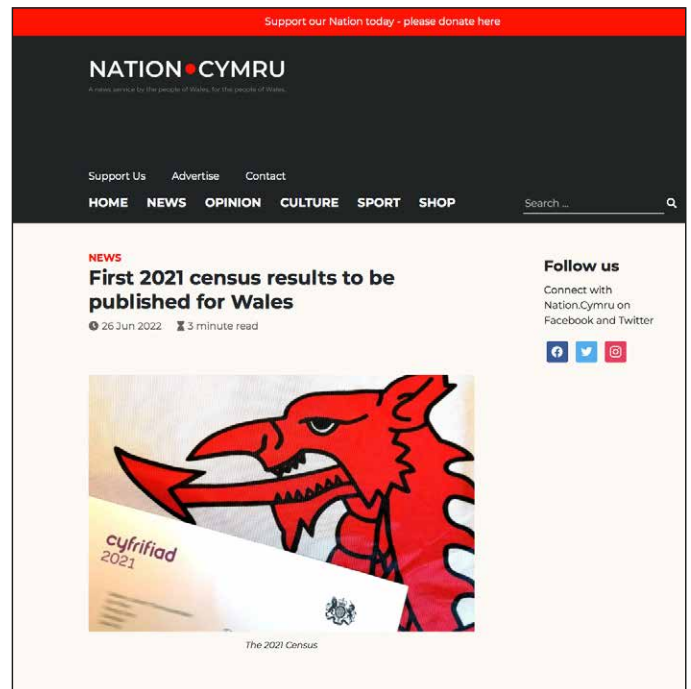 Support our Nation today - please donate here
NATION•CYMRU
A news service by the people of Wales, for the people of Wales.
Support Us Advertise Contact
HOME NEWS OPINION CULTURE SPORT SHOP Search ...
NEWS
First 2021 census results to be
published for Wales
26 Jun 2022 3 minute read
Follow us
Connect with
Nation.Cymru on
Facebook and Twitter
cyfrifiad
2021
The 2021 Census